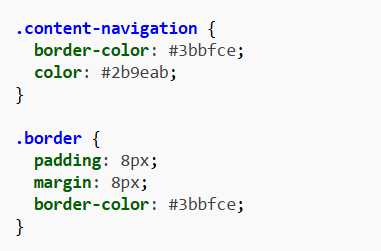 .content-navigation {
  border-color: #3bbfce;
  color: #2b9eab;
}

.border {
  padding: 8px;
  margin: 8px;
  border-color: #3bbfce;
}